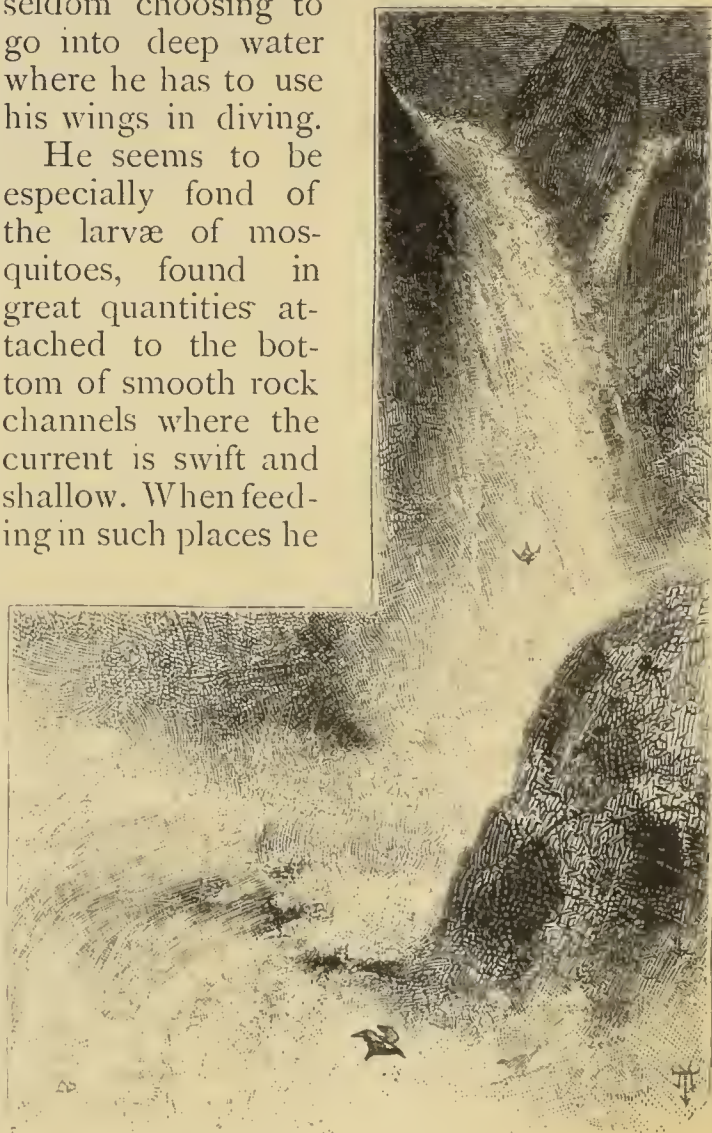 seldom choosing to
go into deep water
where he has to use
his wings in diving.
He seems to be
especially fond of
the larvæ of mos-
quitoes, found in
great quantities at-
tached to the bot-
tom of smooth rock
channels where the
current is swift and
shallow. When feed-
ing in such places he